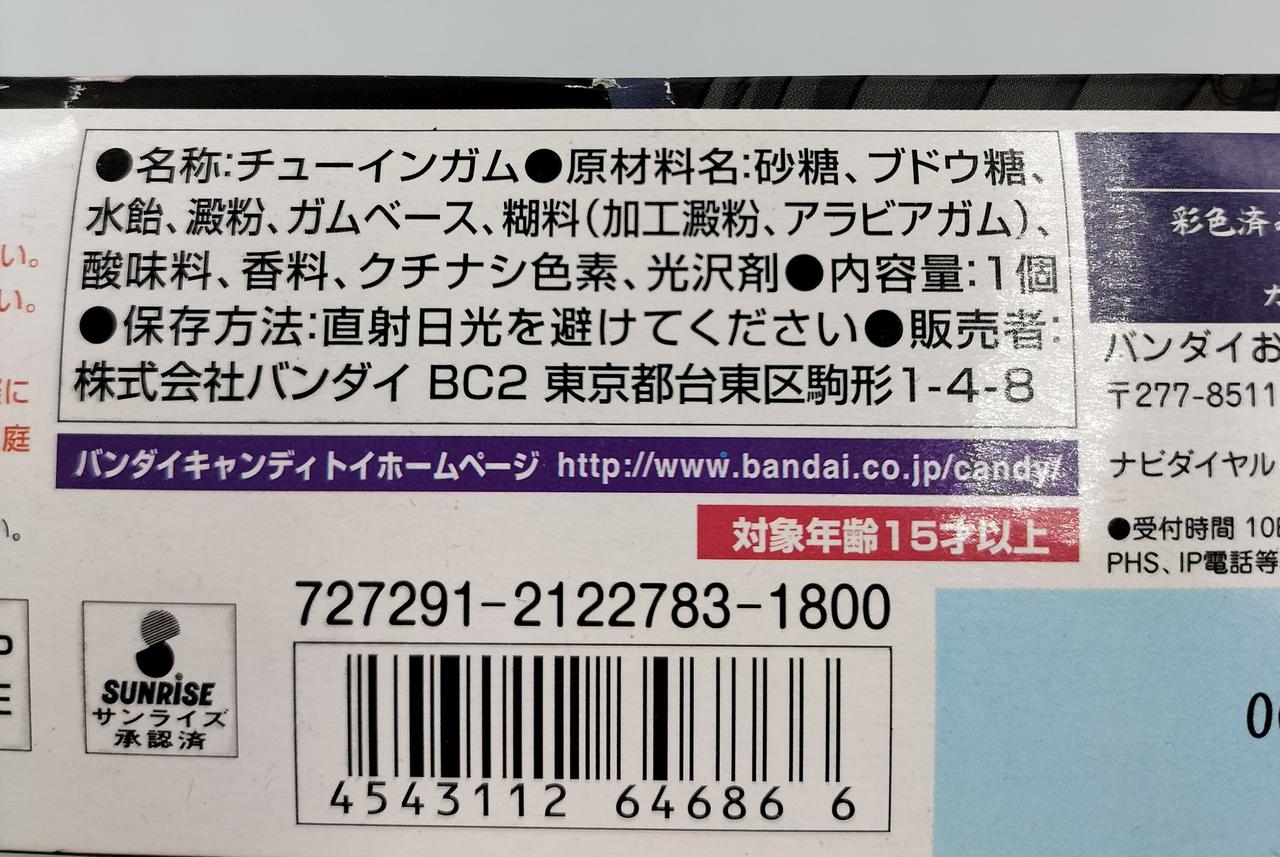 ●名称:チューインガム●原材料名:砂糖、ブドウ糖、
水飴、澱粉、ガムベース、糊料(加工澱粉、アラビアガム)、
酸味料、香料、クチナシ色素、光沢剤●内容量:1個
●保存方法:直射日光を避けてください●販売者:
株式会社バンダイ BC2 東京都台東区駒形1-4-8
バンダイキャンディトイホームページ http://www.bandai.co.jp/candy/
対象年齢15才以上
727291-2122783-1800
4543112 646866
SUNRiSE
サンライズ
承認済
い。
い。
に
庭
い。
P
E
彩色済
バンダイお
〒277-8511
ナビダイヤル
●受付時間 10
PHS、IP電話等
0